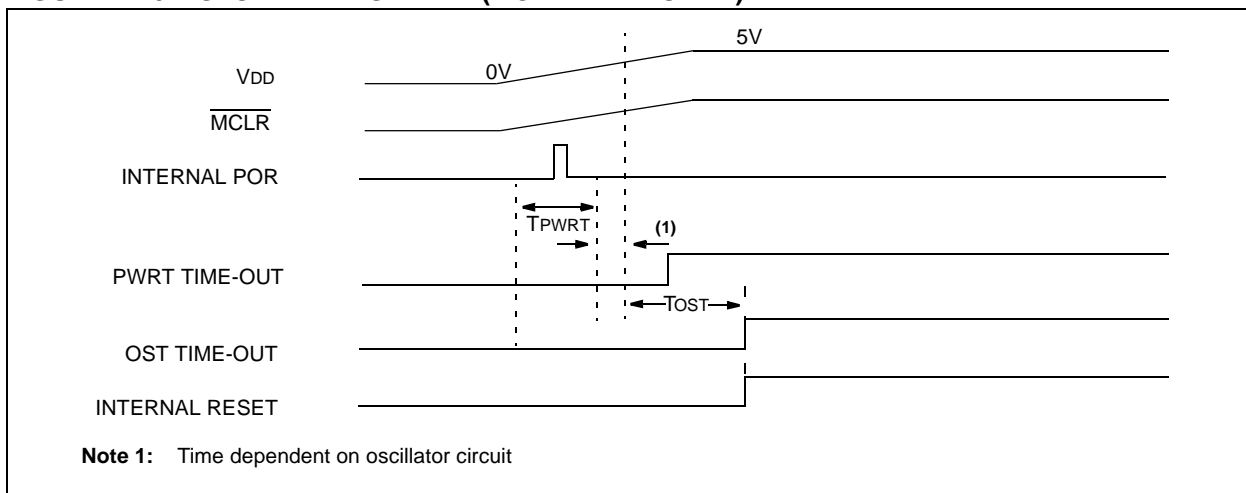 5V
0V
VDD
MCLR
INTERNAL POR
TPWRT
(1)
PWRT TIME-OUT
TOST
OST TIME-OUT
INTERNAL RESET
Note 1: Time dependent on oscillator circuit